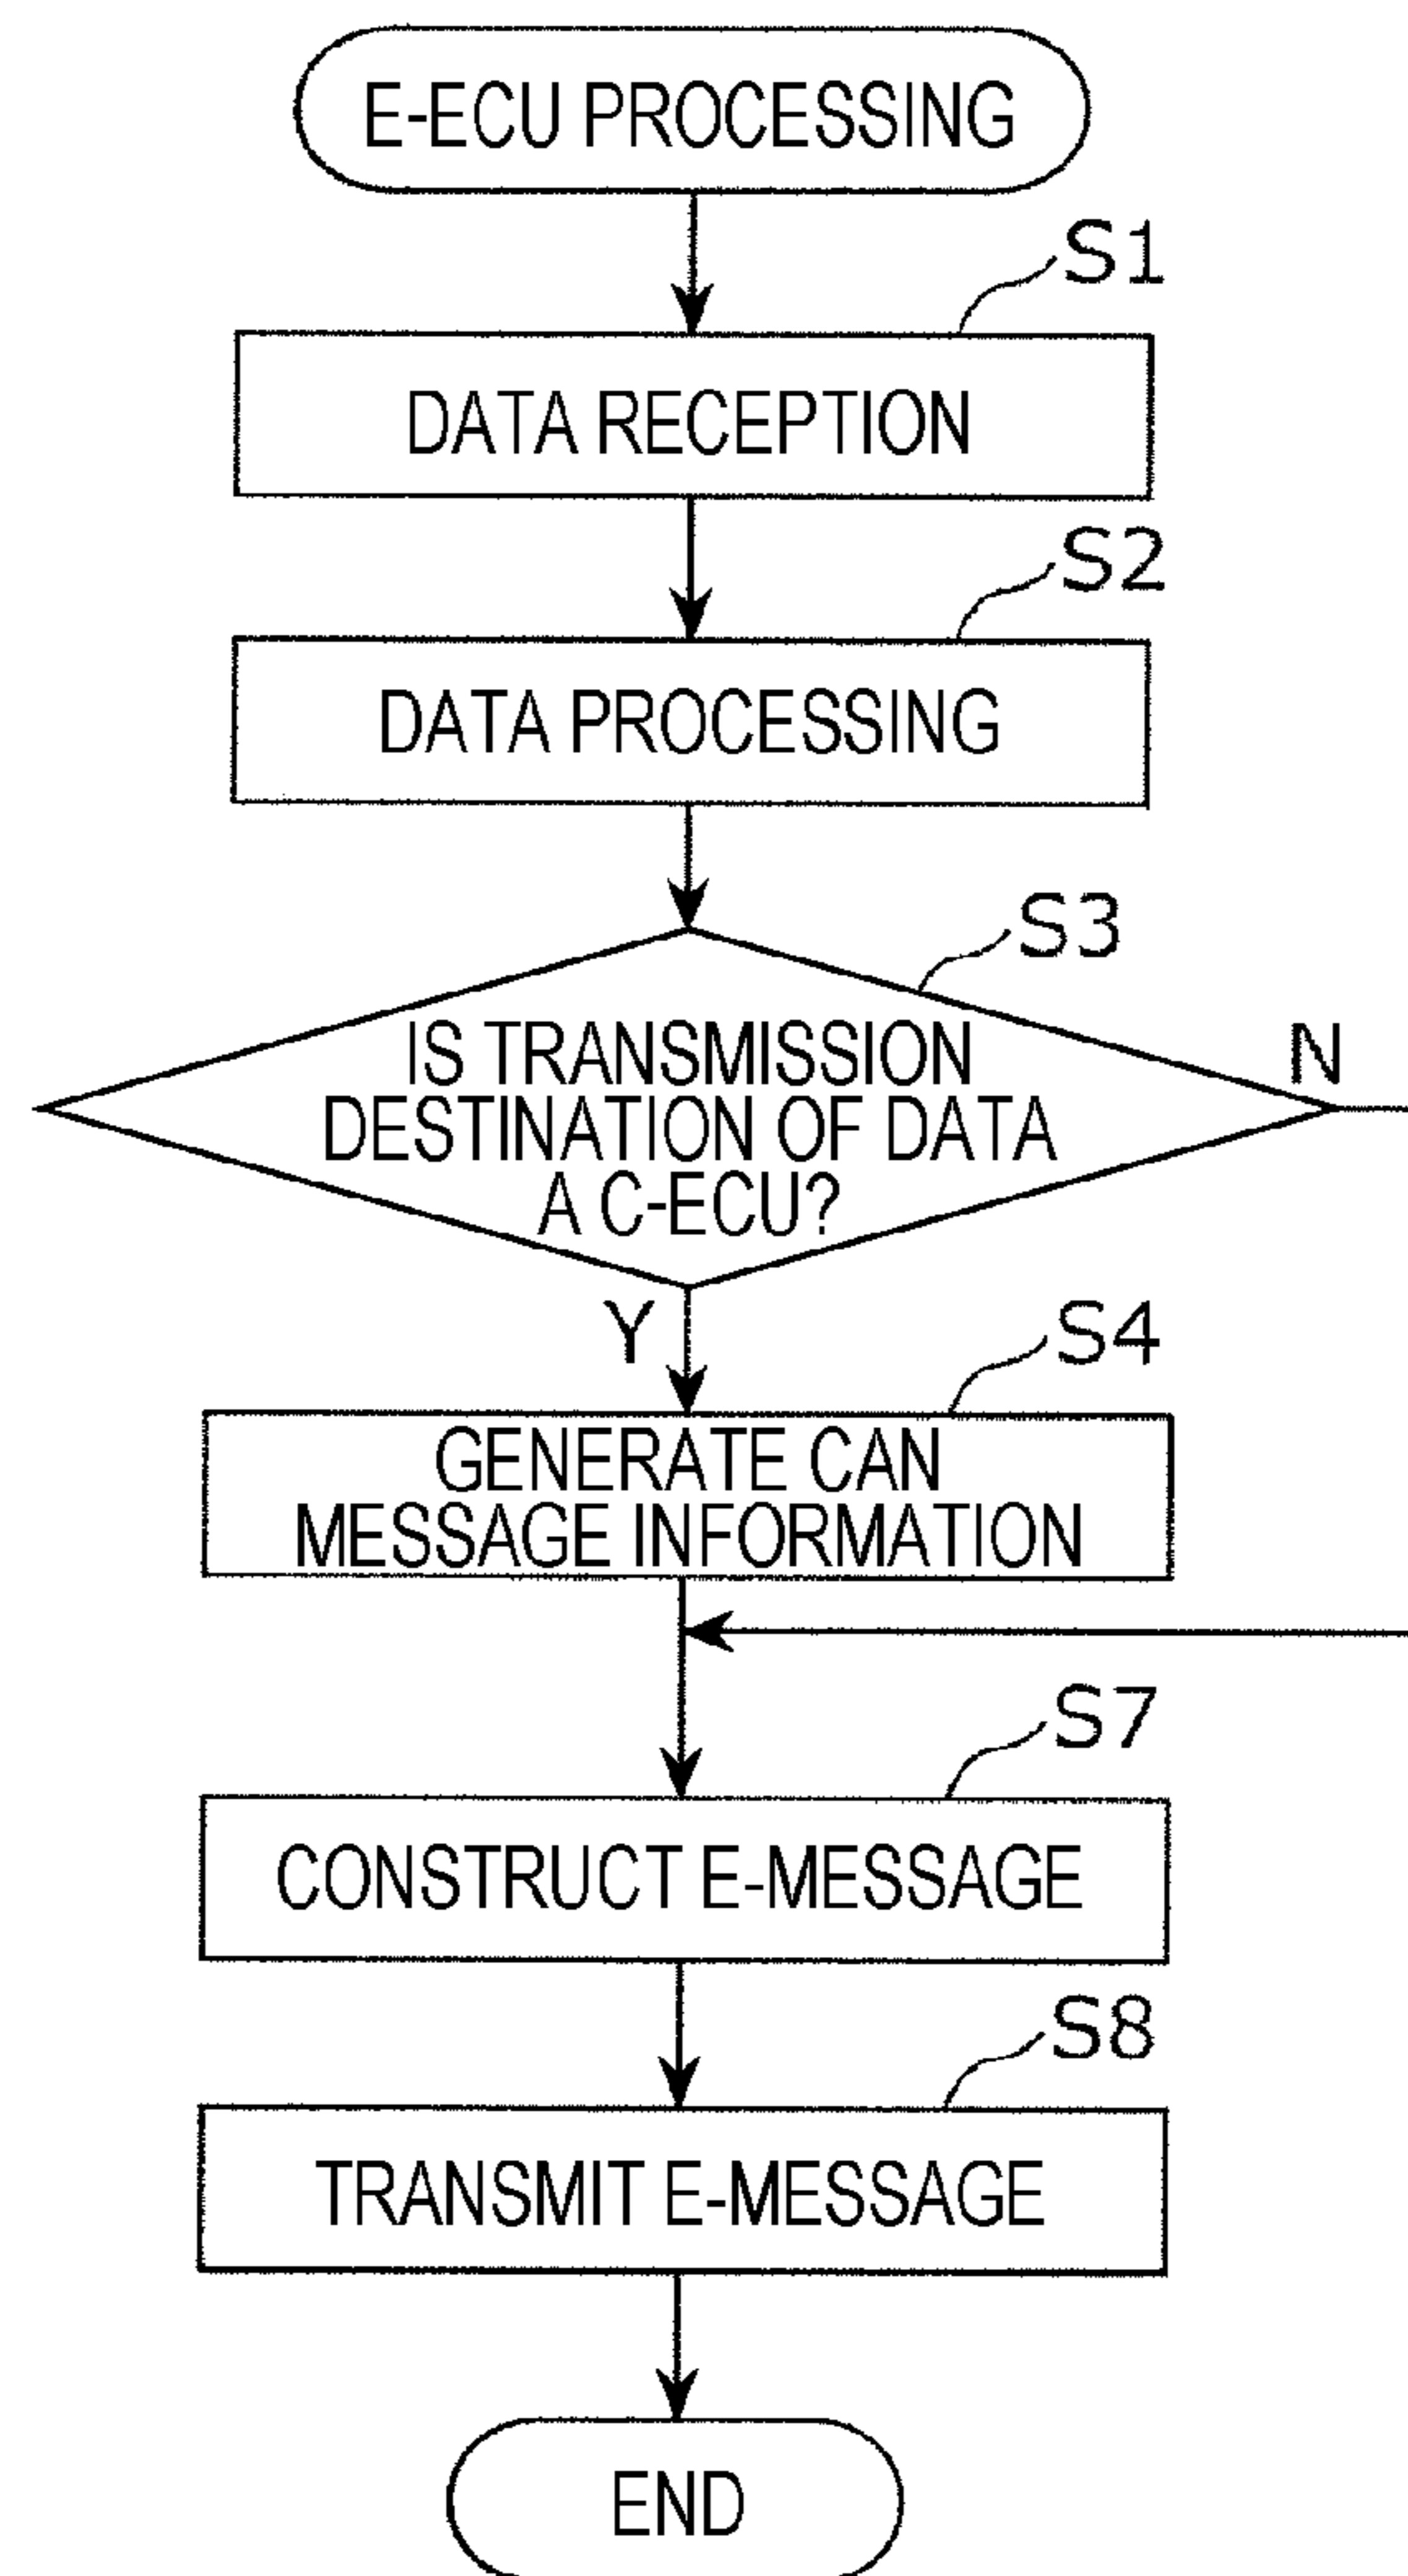 E-ECU PROCESSING
S1
DATA RECEPTION
S2
DATA PROCESSING
S3
IS TRANSMISSION
DESTINATION OF DATA
A C-ECU?
N
Y
S4
GENERATE CAN
MESSAGE INFORMATION
S7
CONSTRUCT E-MESSAGE
S8
TRANSMIT E-MESSAGE
END